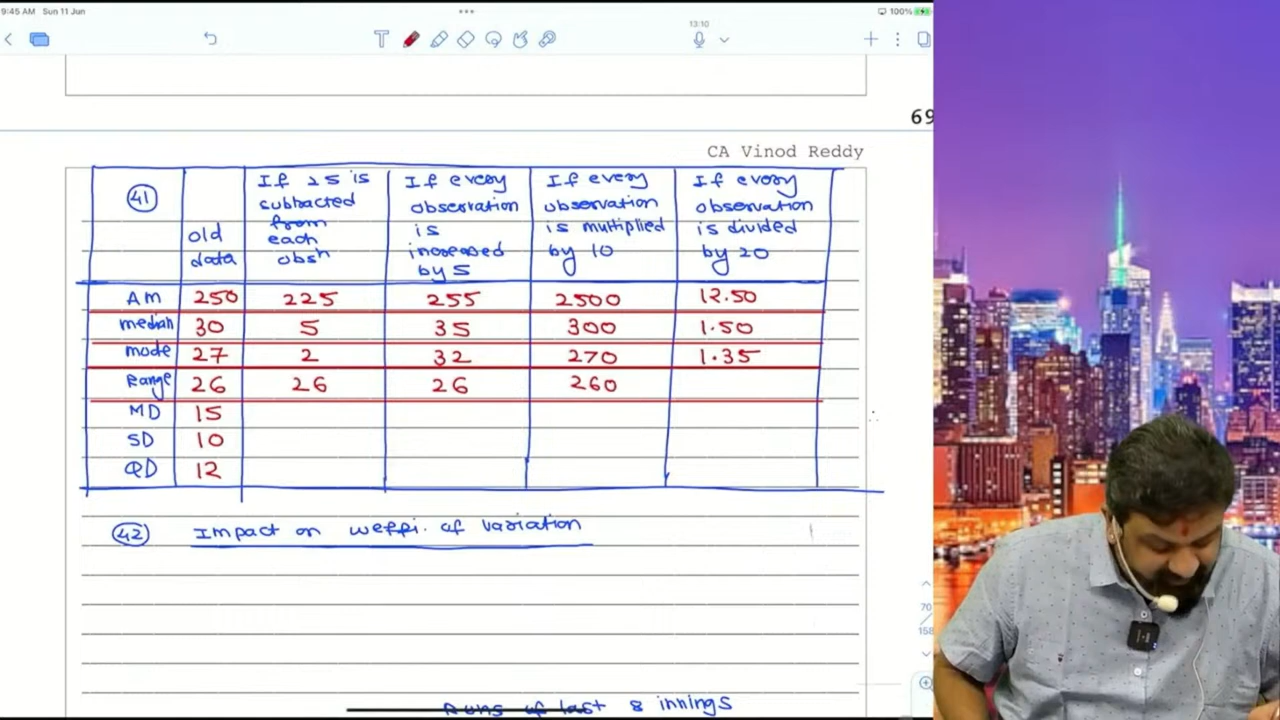 9:45 AM Sun 11 Jun
100%
13:10
69
CA Vinod Reddy
41
old data
If 25 is subtracted from each obsn
If every observation is increased by 5
If every observation is multiplied by 10
If every observation is divided by 20
AM 250 225 255 2500 12.50
median 30 5 35 300 1.50
mode 27 2 32 270 1.35
Range 26 26 26 260
MD 15
SD 10
QD 12
42 Impact on coeffi. of variation
70
158
Runs of last 8 innings